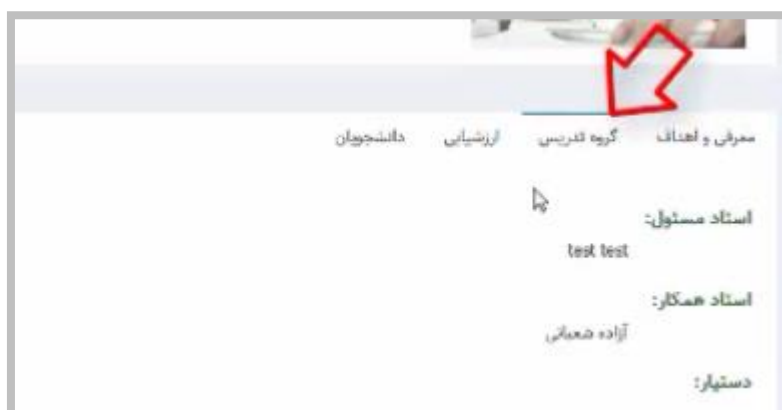 معرفی و اهداف گروه تدریس ارزشیابی دانشجویان
استاد مسئول:
test test
استاد همکار:
آزاده شعبانی
دستیار: